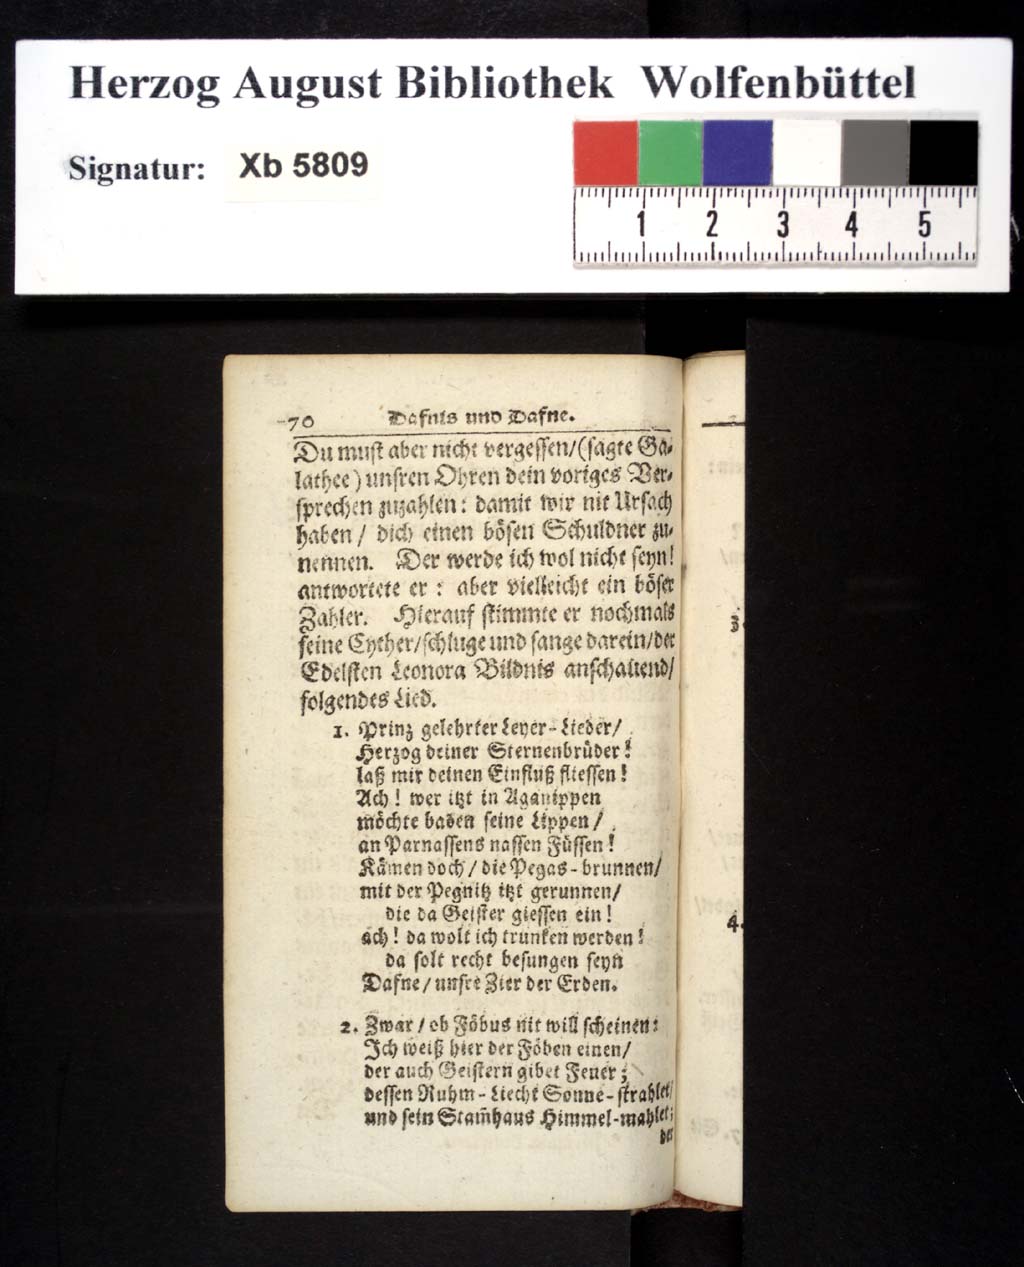 Herzog August Bibliothek Wolfenbüttel
Signatur: Xb 5809
1 2 3 4 5
70 Dafnis und Dafne.
Du must aber nicht vergessen/(sagte Ga-
lathee) unsren Ohren dein voriges Ver-
sprechen zuzahlen: damit wir nit Ursach
haben / dich einen bösen Schuldner zu-
nennen. Der werde ich wol nicht seyn!
antwortete er: aber vielleicht ein böser
Zahler. Hierauf stimmte er nochmals
seine Cyther/schluge und sange darein/der
Edelsten Leonora Bildnis anschauend/
folgendes Lied.
1. Prinz gelehrter Leyer-Lieder/
Herzog deiner Sternenbrüder!
laß mir deinen Einfluß fliessen!
Ach! wer itzt in Aganippen
möchte baden seine Lippen/
an Parnassens nassen Füssen!
Kämen doch/ die Pegas-brunnen/
mit der Pegnitz itzt gerunnen/
die da Geister giessen ein!
ach! da wolt ich trunken werden!
da solt recht besungen seyn
Dafne/ unsre Zier der Erden.
2. Zwar/ ob Föbus nit will scheinen:
Ich weiß hier der Föben einen/
der auch Geistern gibet Feuer;
dessen Ruhm-Liecht Sonne-strahlet/
und sein Stam̃haus Himmel-mahlet;
der
3.
4.